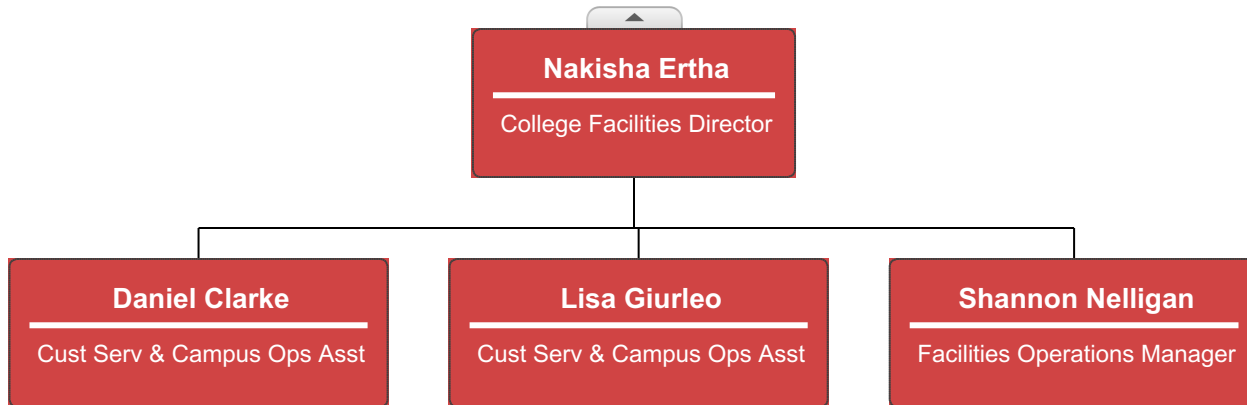 Nakisha Ertha
College Facilities Director
Daniel Clarke
Cust Serv & Campus Ops Asst
Lisa Giurleo
Cust Serv & Campus Ops Asst
Shannon Nelligan
Facilities Operations Manager